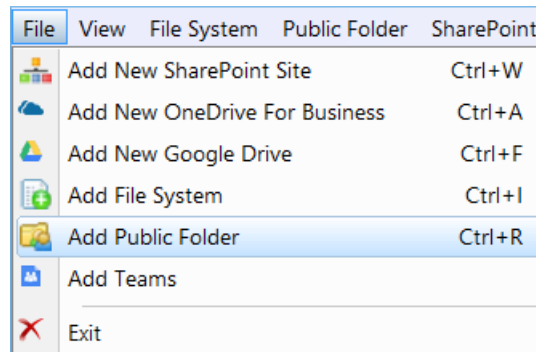 File View File System Public Folder SharePoint
Add New SharePoint Site Ctrl+W
Add New OneDrive For Business Ctrl+A
Add New Google Drive Ctrl+F
Add File System Ctrl+I
Add Public Folder Ctrl+R
Add Teams
Exit